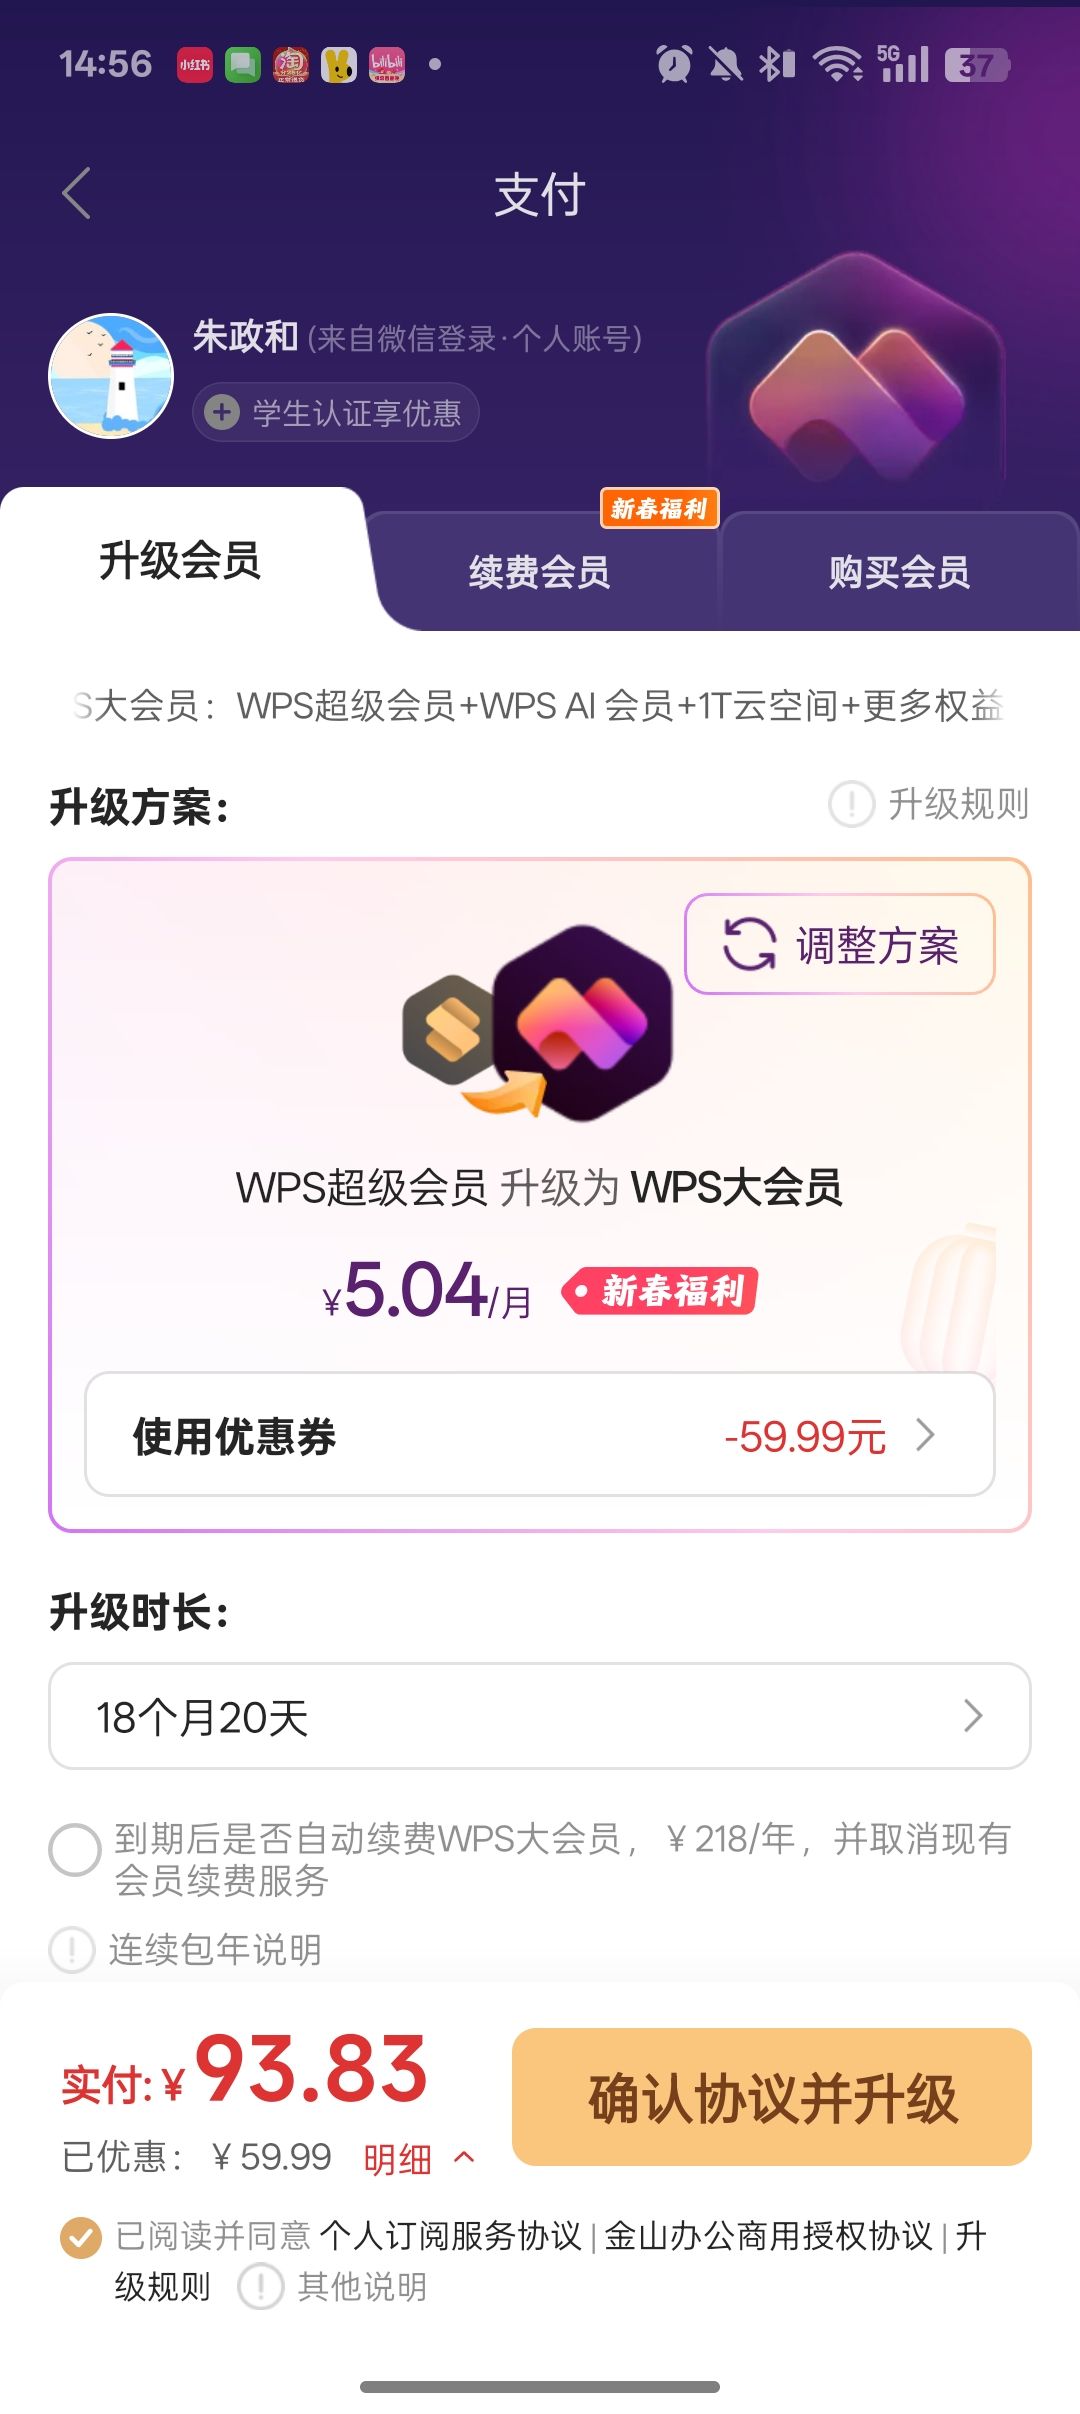 14:56
小红书
淘
bilibili
5G
37
支付
朱政和 (来自微信登录·个人账号)
学生认证享优惠
升级会员
新春福利
续费会员
购买会员
S大会员：WPS超级会员+WPS AI 会员+1T云空间+更多权益
升级方案：
升级规则
调整方案
WPS超级会员 升级为 WPS大会员
¥5.04/月
新春福利
使用优惠券
-59.99元
升级时长：
18个月20天
到期后是否自动续费WPS大会员，￥218/年，并取消现有
会员续费服务
连续包年说明
实付:¥93.83
确认协议并升级
已优惠：￥59.99 明细
已阅读并同意 个人订阅服务协议 | 金山办公商用授权协议 | 升
级规则 其他说明